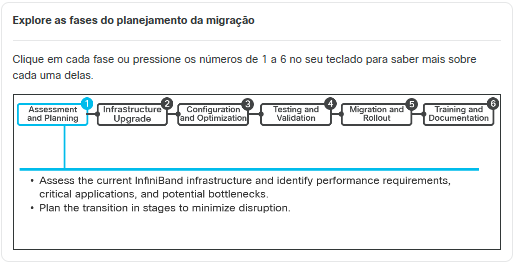 Explore as fases do planejamento da migração
Clique em cada fase ou pressione os números de 1 a 6 no seu teclado para saber mais sobre
cada uma delas.
1
Assessment
and Planning
2
Infrastructure
Upgrade
3
Configuration
and Optimization
4
Testing and
Validation
5
Migration and
Rollout
6
Training and
Documentation
• Assess the current InfiniBand infrastructure and identify performance requirements,
critical applications, and potential bottlenecks.
• Plan the transition in stages to minimize disruption.